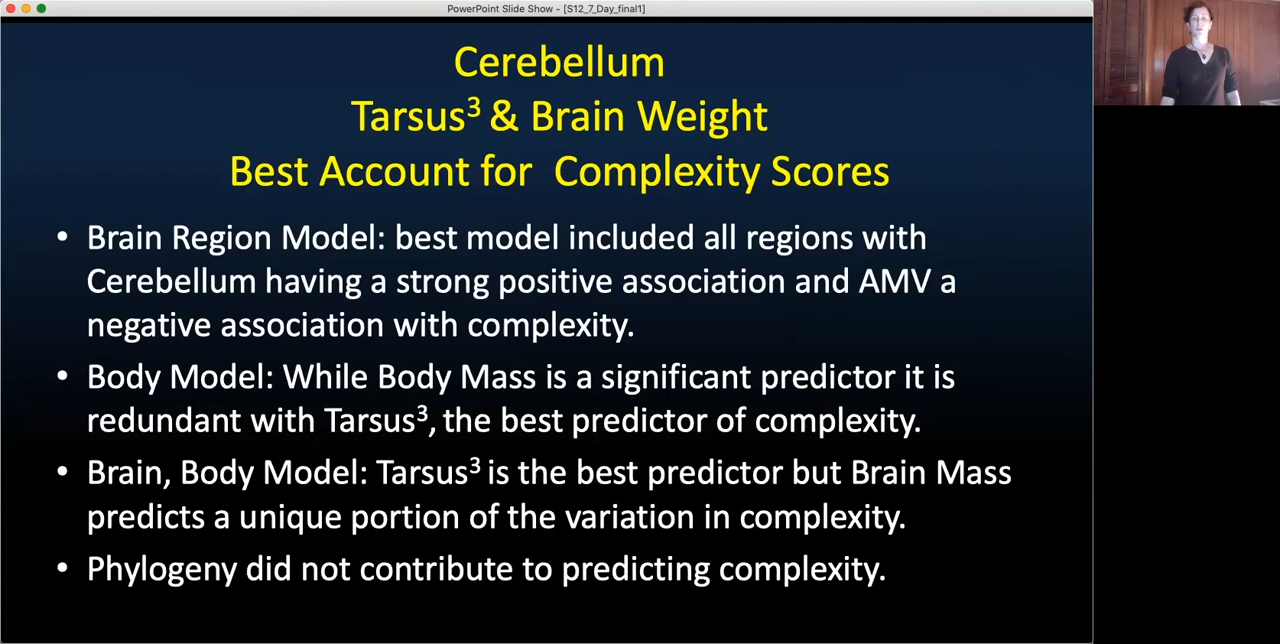 PowerPoint Slide Show - [S12_7_Day_final1]
Cerebellum
Tarsus³ & Brain Weight
Best Account for  Complexity Scores
• Brain Region Model: best model included all regions with
Cerebellum having a strong positive association and AMV a
negative association with complexity.
• Body Model: While Body Mass is a significant predictor it is
redundant with Tarsus³, the best predictor of complexity.
• Brain, Body Model: Tarsus³ is the best predictor but Brain Mass
predicts a unique portion of the variation in complexity.
• Phylogeny did not contribute to predicting complexity.